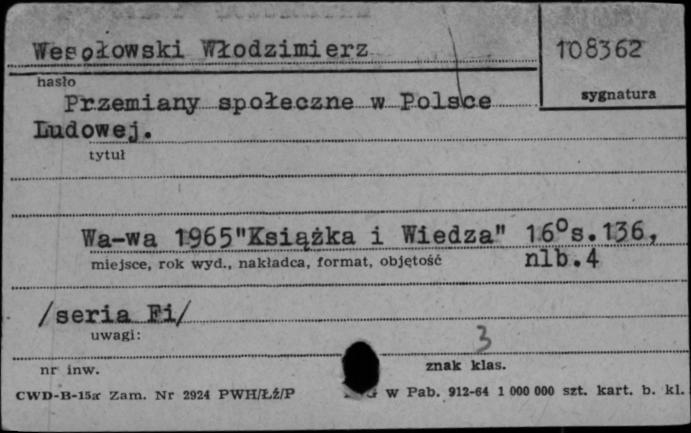 Wesołowski Włodzimierz
108362
hasło
sygnatura
Przemiany społeczne w Polsce
Ludowej.
tytuł
Wa-wa 1965"Książka i Wiedza" 16°s.136,
miejsce, rok wyd., nakładca, format, objętość
nlb.4
/seria Fi/
uwagi:
3
nr inw.
znak klas.
CWD-B-15a Zam. Nr 2924 PWH/Łź/P
G W Pab. 912-64 1 000 000 szt. kart. b. kl.